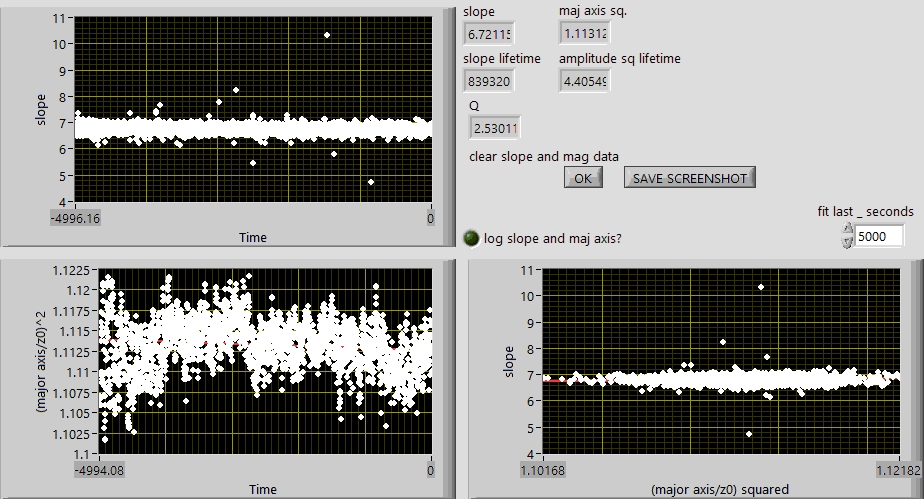 11
10
9
8
7
6
5
4
slope
-4996.16
0
Time
slope
maj axis sq.
6.72115
1.11312
slope lifetime
amplitude sq lifetime
839320
4.40549
Q
2.53011
clear slope and mag data
OK
SAVE SCREENSHOT
fit last _ seconds
log slope and maj axis?
5000
1.1225
1.12
1.1175
1.115
1.1125
1.11
1.1075
1.105
1.1025
1.1
(major axis/z0)^2
-4994.08
0
Time
11
10
9
8
7
6
5
4
slope
1.10168
1.12182
(major axis/z0) squared